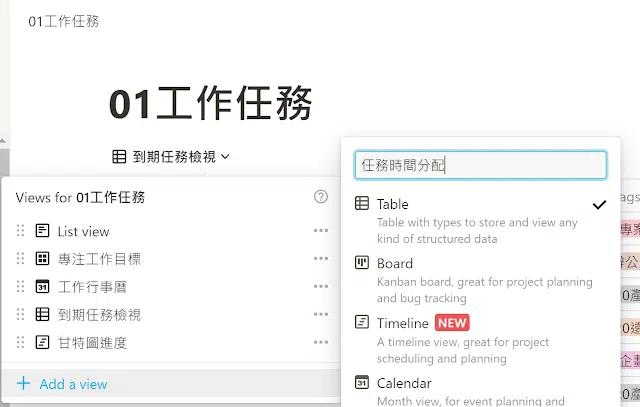 01工作任務
01工作任務
到期任務檢視
Views for 01工作任務
?
List view
專注工作目標
31 工作行事曆
到期任務檢視
甘特圖進度
Add a view
任務時間分配
Table
Table with types to store and view any
kind of structured data
Board
Kanban board, great for project planning
and bug tracking
Timeline NEW
A timeline view, great for project
scheduling and planning
31 Calendar
Month view, for event planning and
ags
專案
公
0產
0遠
企劃
0產